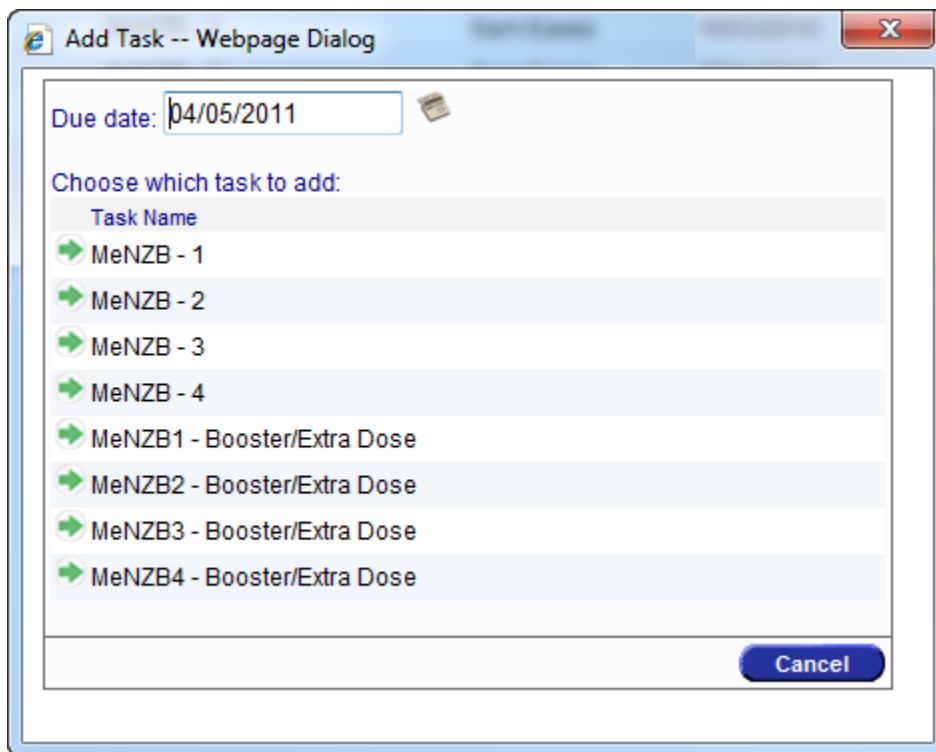 Add Task -- Webpage Dialog
Due date: 04/05/2011
Choose which task to add:
Task Name
MeNZB - 1
MeNZB - 2
MeNZB - 3
MeNZB - 4
MeNZB1 - Booster/Extra Dose
MeNZB2 - Booster/Extra Dose
MeNZB3 - Booster/Extra Dose
MeNZB4 - Booster/Extra Dose
Cancel